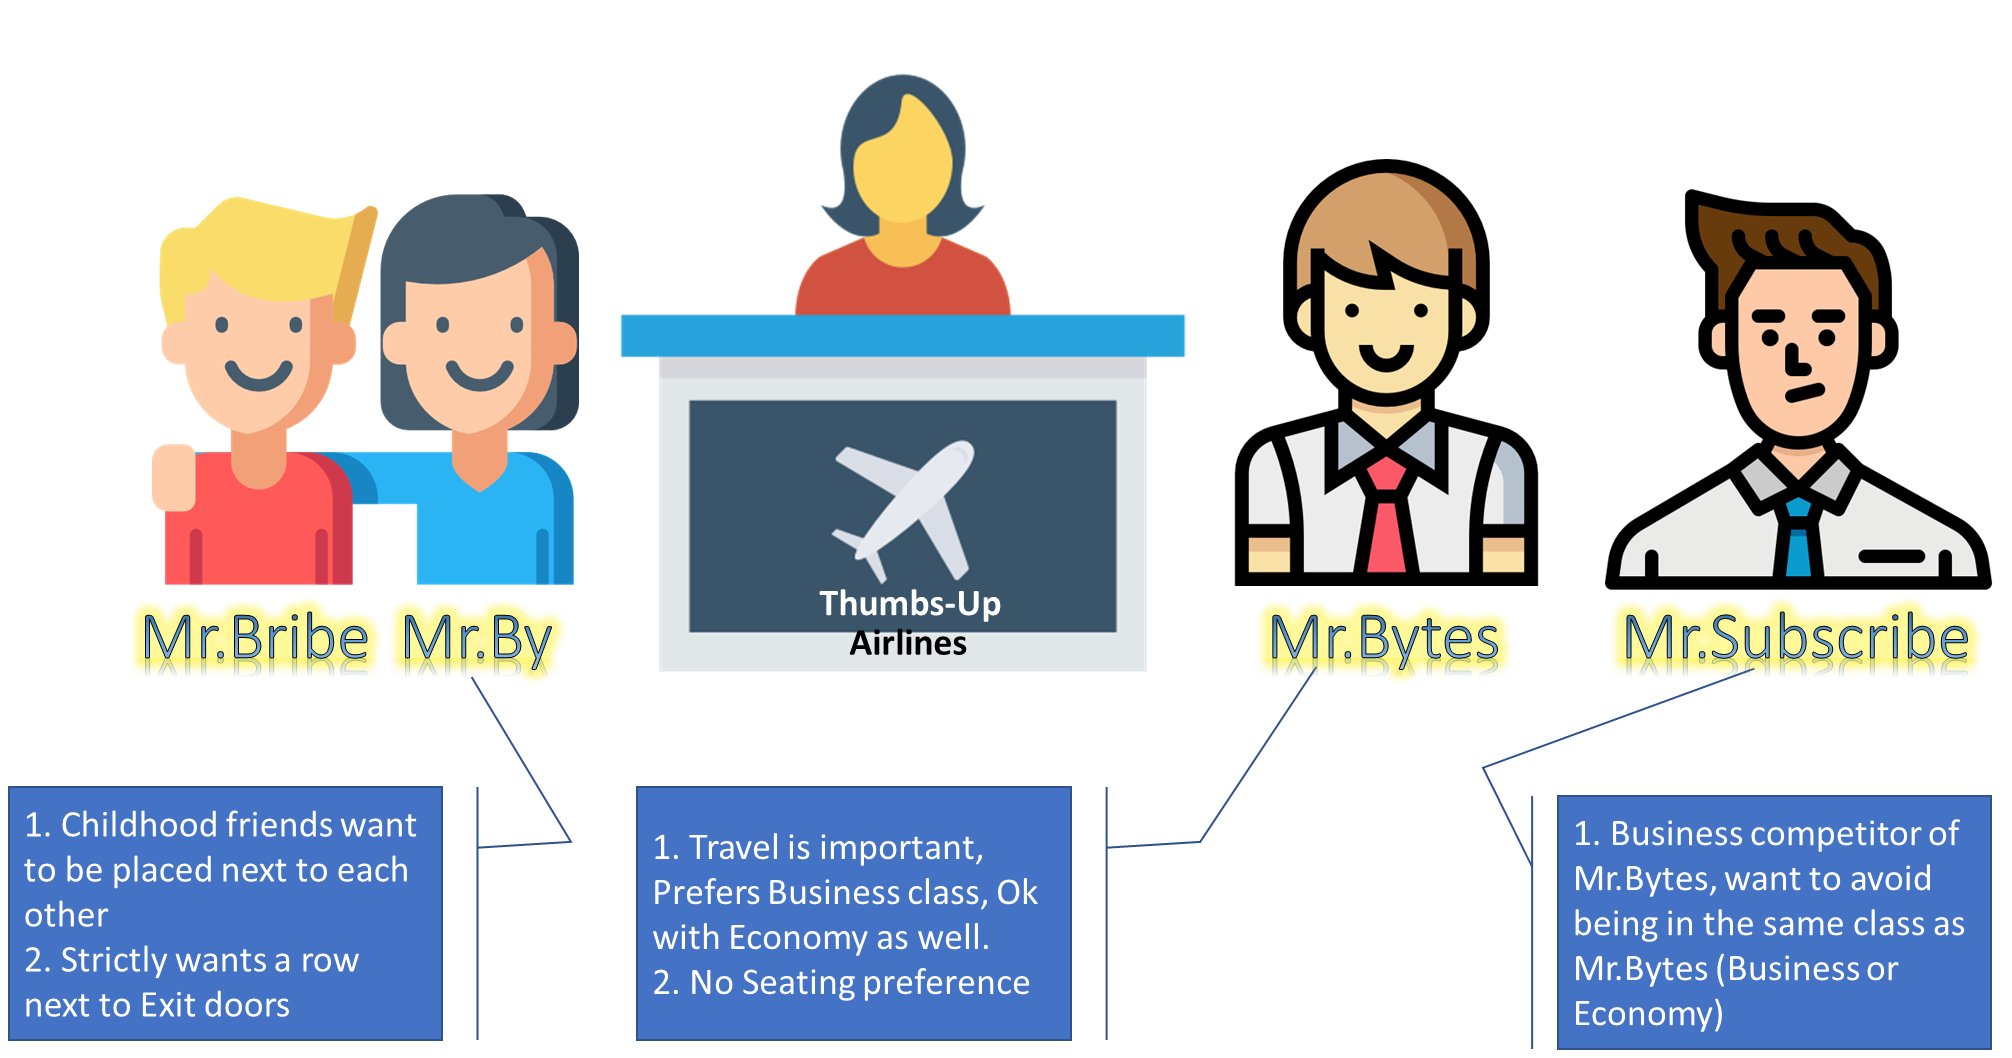 Thumbs-Up
Airlines
Mr.Bribe Mr.By
Mr.Bytes
Mr.Subscribe
1. Childhood friends want
to be placed next to each
other
2. Strictly wants a row
next to Exit doors
1. Travel is important,
Prefers Business class, Ok
with Economy as well.
2. No Seating preference
1. Business competitor of
Mr.Bytes, want to avoid
being in the same class as
Mr.Bytes (Business or
Economy)